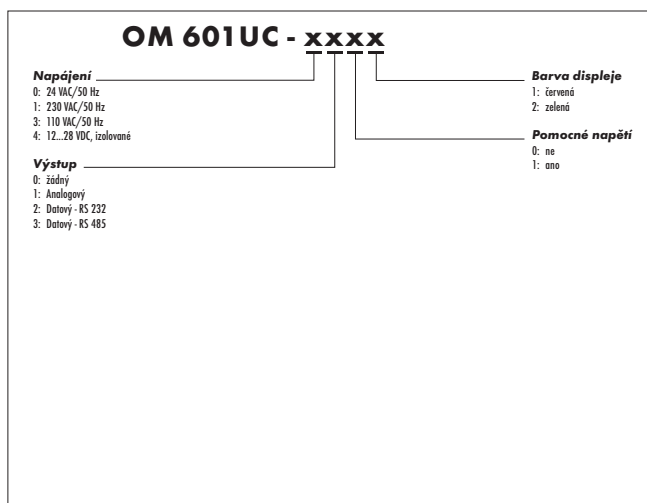 OM 601UC - xxxx
Napájení
0: 24 VAC/50 Hz
1: 230 VAC/50 Hz
3: 110 VAC/50 Hz
4: 12...28 VDC, izolované
Výstup
0: žádný
1: Analogový
2: Datový - RS 232
3: Datový - RS 485
Barva displeje
1: červená
2: zelená
Pomocné napětí
0: ne
1: ano